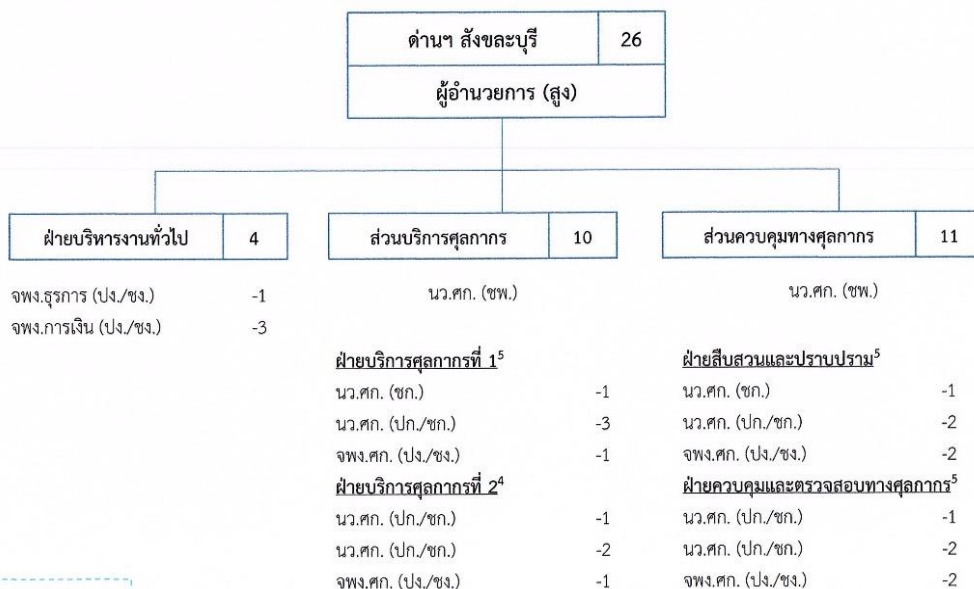 ด่านฯ สังขละบุรี 26
ผู้อำนวยการ (สูง)
ฝ่ายบริหารงานทั่วไป 4
จพง.ธุรการ (ปง./ชง.) -1
จพง.การเงิน (ปง./ชง.) -3
ส่วนบริการศุลกากร 10
นว.ศก. (ชพ.)
ฝ่ายบริการศุลกากรที่ 1⁵
นว.ศก. (ชก.) -1
นว.ศก. (ปก./ชก.) -3
จพง.ศก. (ปง./ชง.) -1
ฝ่ายบริการศุลกากรที่ 2⁴
นว.ศก. (ปก./ชก.) -1
นว.ศก. (ปก./ชก.) -2
จพง.ศก. (ปง./ชง.) -1
ส่วนควบคุมทางศุลกากร 11
นว.ศก. (ชพ.)
ฝ่ายสืบสวนและปราบปราม⁵
นว.ศก. (ชก.) -1
นว.ศก. (ปก./ชก.) -2
จพง.ศก. (ปง./ชง.) -2
ฝ่ายควบคุมและตรวจสอบทางศุลกากร⁵
นว.ศก. (ปก./ชก.) -1
นว.ศก. (ปก./ชก.) -2
จพง.ศก. (ปง./ชง.) -2